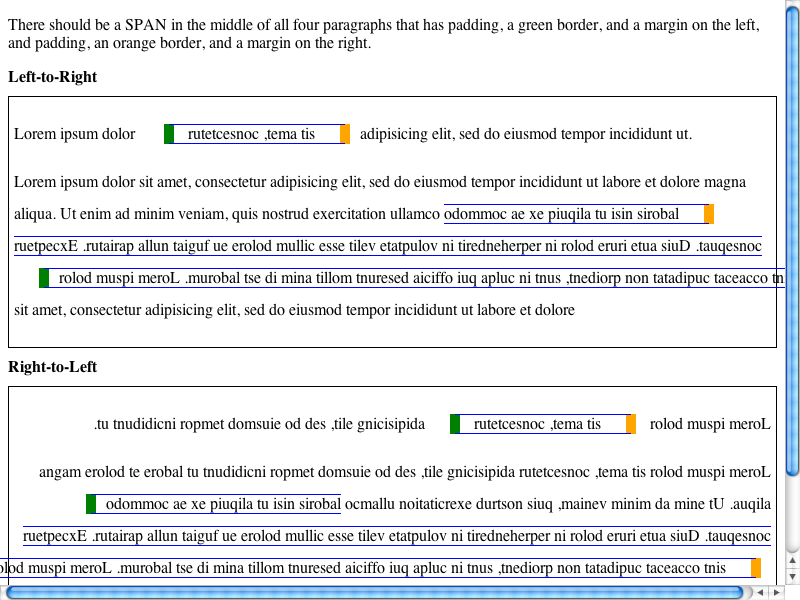 There should be a SPAN in the middle of all four paragraphs that has padding, a green border, and a margin on the left,
and padding, an orange border, and a margin on the right.
Left-to-Right
Lorem ipsum dolor rutetcesnoc ,tema tis adipisicing elit, sed do eiusmod tempor incididunt ut.
Lorem ipsum dolor sit amet, consectetur adipisicing elit, sed do eiusmod tempor incididunt ut labore et dolore magna
aliqua. Ut enim ad minim veniam, quis nostrud exercitation ullamco odommoc ae xe piuqila tu isin sirobal
ruetpecxE .rutairap allun taiguf ue erolod mullic esse tilev etatpulov ni tiredneherper ni rolod eruri etua siuD .tauqesnoc
rolod muspi meroL .murobal tse di mina tillom tnuresed aiciffo iuq apluc ni tnus ,tnediorp non tatadipuc taceacco tn
sit amet, consectetur adipisicing elit, sed do eiusmod tempor incididunt ut labore et dolore
Right-to-Left
.tu tnudidicni ropmet domsuie od des ,tile gnicisipida rutetcesnoc ,tema tis rolod muspi meroL
angam erolod te erobal tu tnudidicni ropmet domsuie od des ,tile gnicisipida rutetcesnoc ,tema tis rolod muspi meroL
odommoc ae xe piuqila tu isin sirobal ocmallu noitaticrexe durtson siuq ,mainev minim da mine tU .auqila
ruetpecxE .rutairap allun taiguf ue erolod mullic esse tilev etatpulov ni tiredneherper ni rolod eruri etua siuD .tauqesnoc
olod muspi meroL .murobal tse di mina tillom tnuresed aiciffo iuq apluc ni tnus ,tnediorp non tatadipuc taceacco tnis